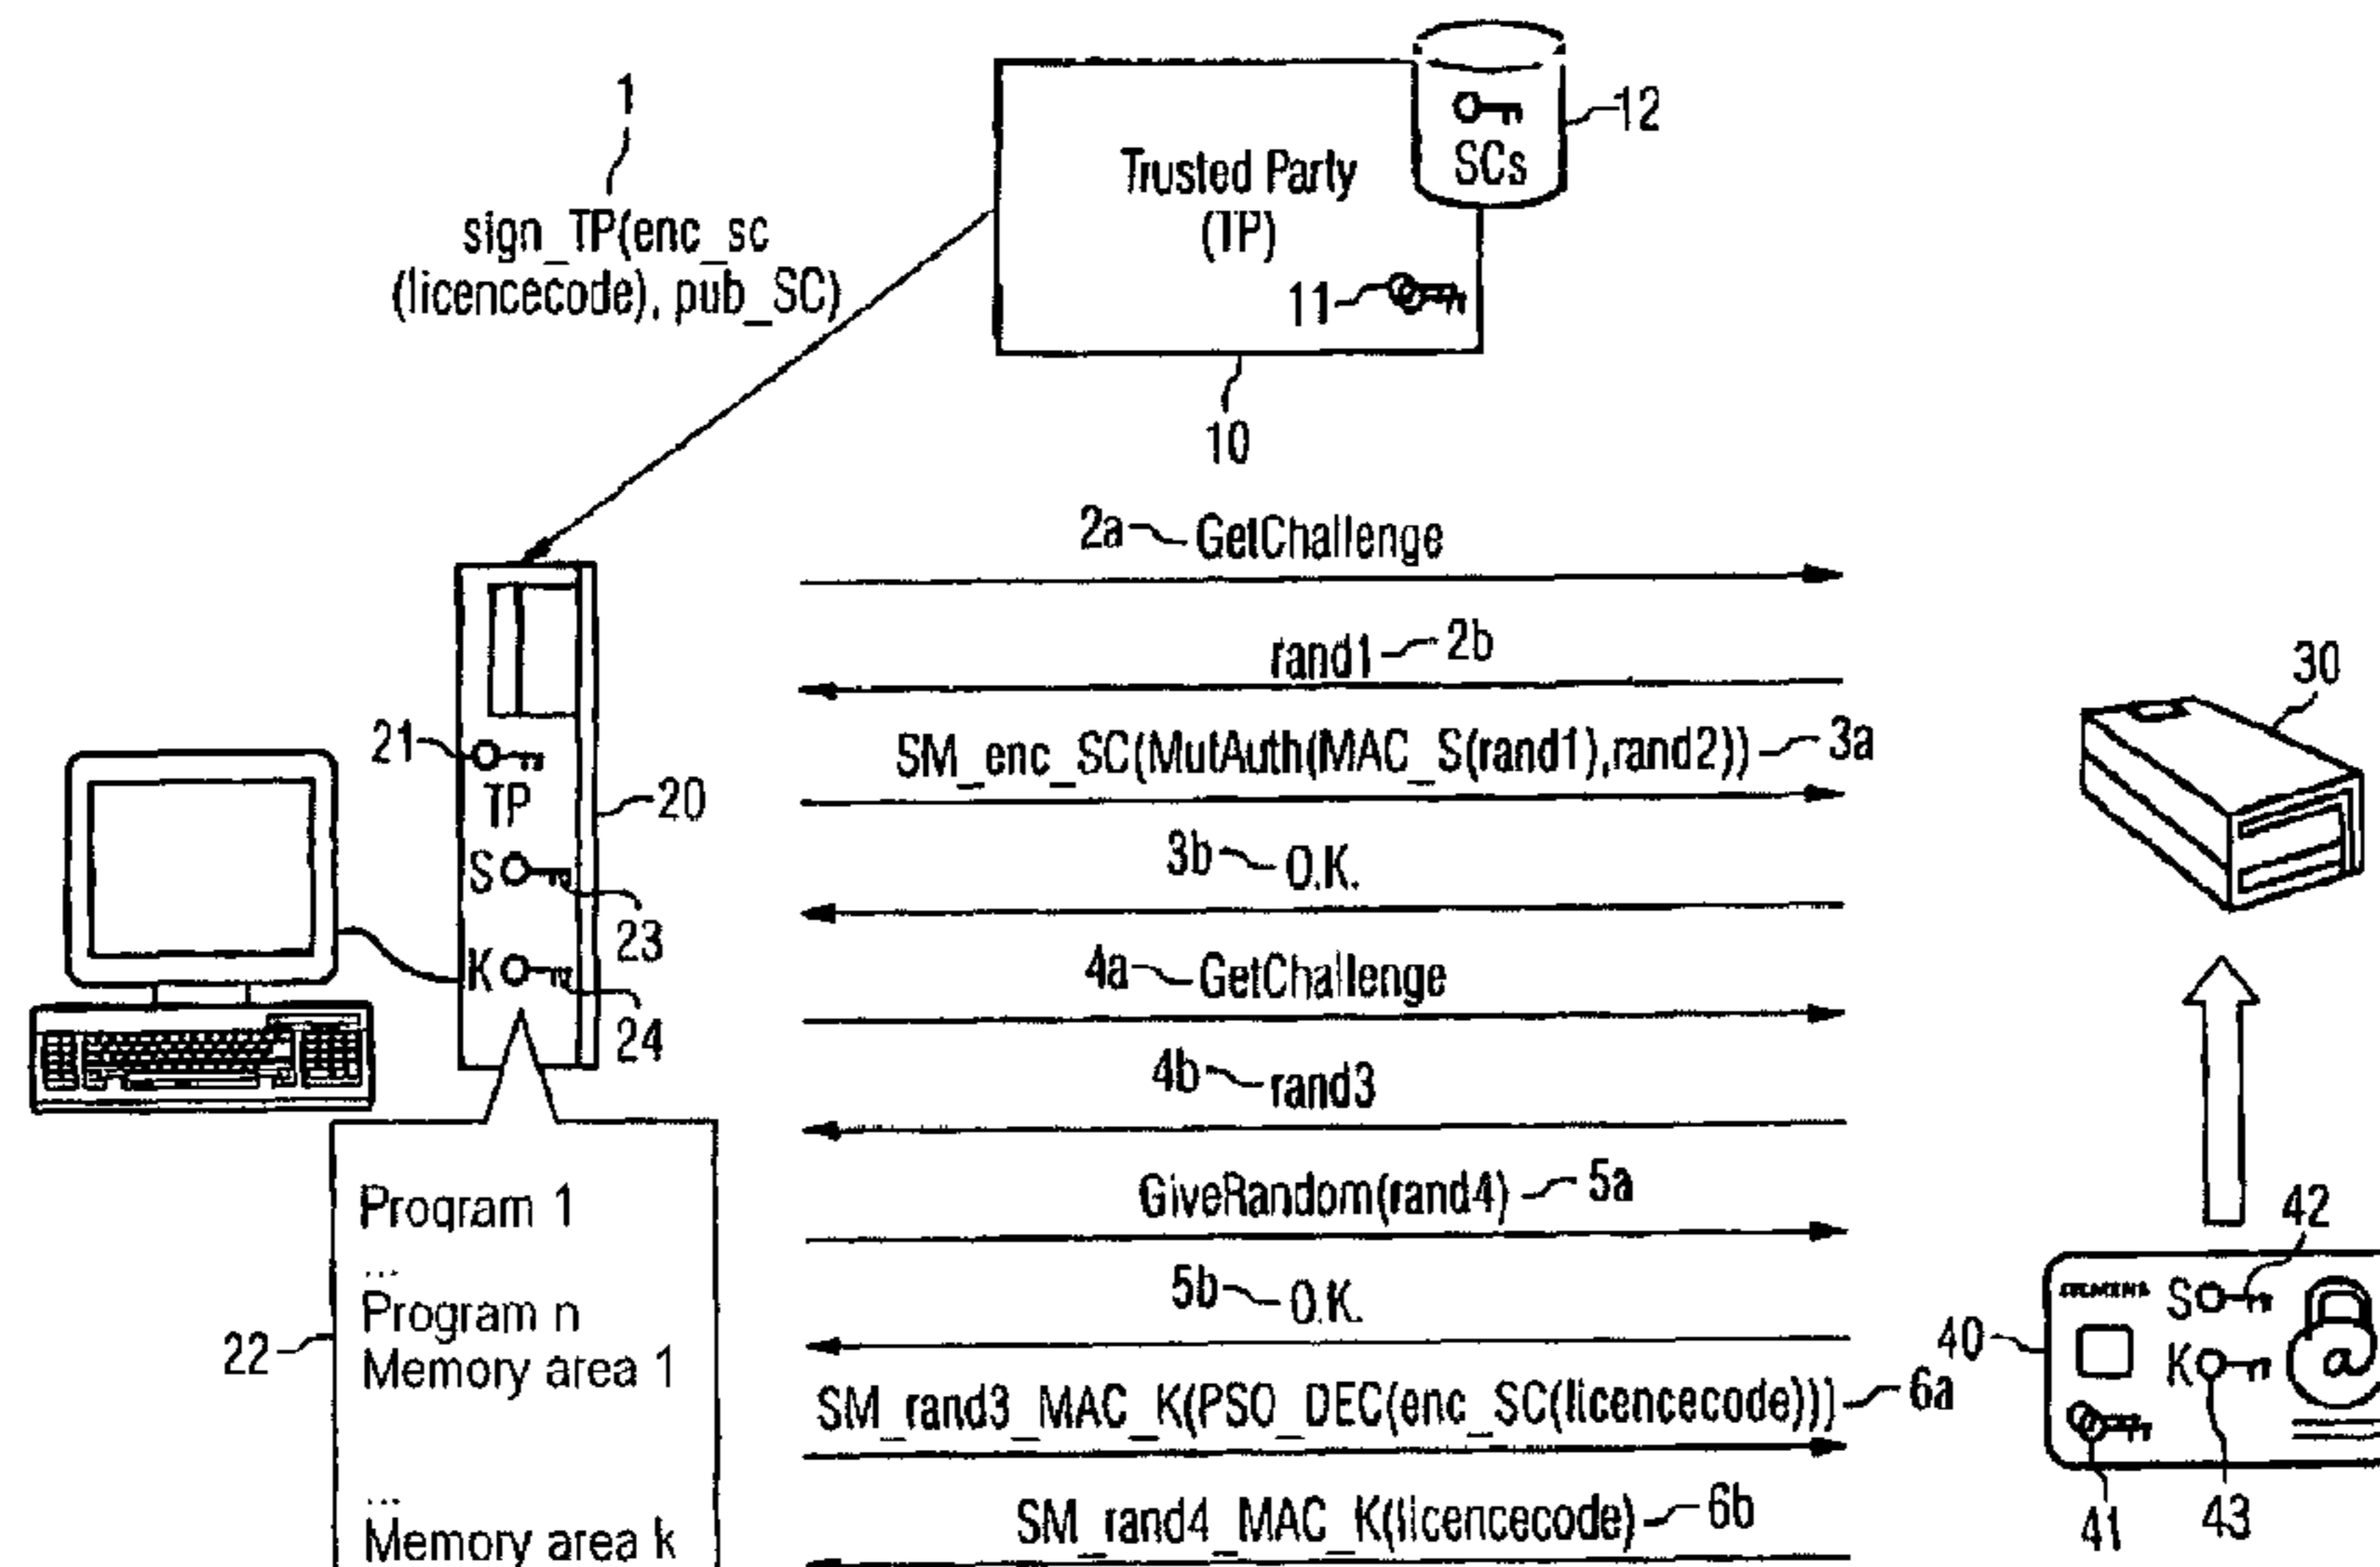 1
sign_TP(enc_sc
(licencecode), pub_SC)
Trusted Party
(TP)
SCs
12
11
10
2a GetChallenge
rand1 2b
SM_enc_SC(MutAuth(MAC_S(rand1),rand2)) 3a
3b O.K.
4a GetChallenge
4b rand3
GiveRandom(rand4) 5a
5b O.K.
SM_rand3_MAC_K(PSO_DEC(enc_SC(licencecode))) 6a
SM_rand4_MAC_K(licencecode) 6b
21
TP
20
S
23
K
24
22
Program 1
...
Program n
Memory area 1
...
Memory area k
30
40
SIEMENS
S
42
K
@
41
43